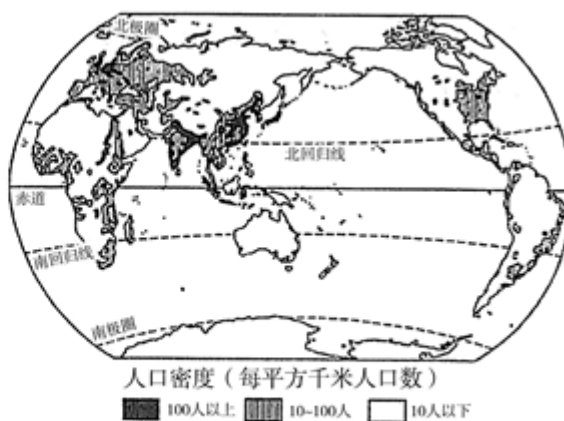 北极圈
北回归线
赤道
南回归线
南极圈
人口密度(每平方千米人口数)
100人以上 10~100人 10人以下